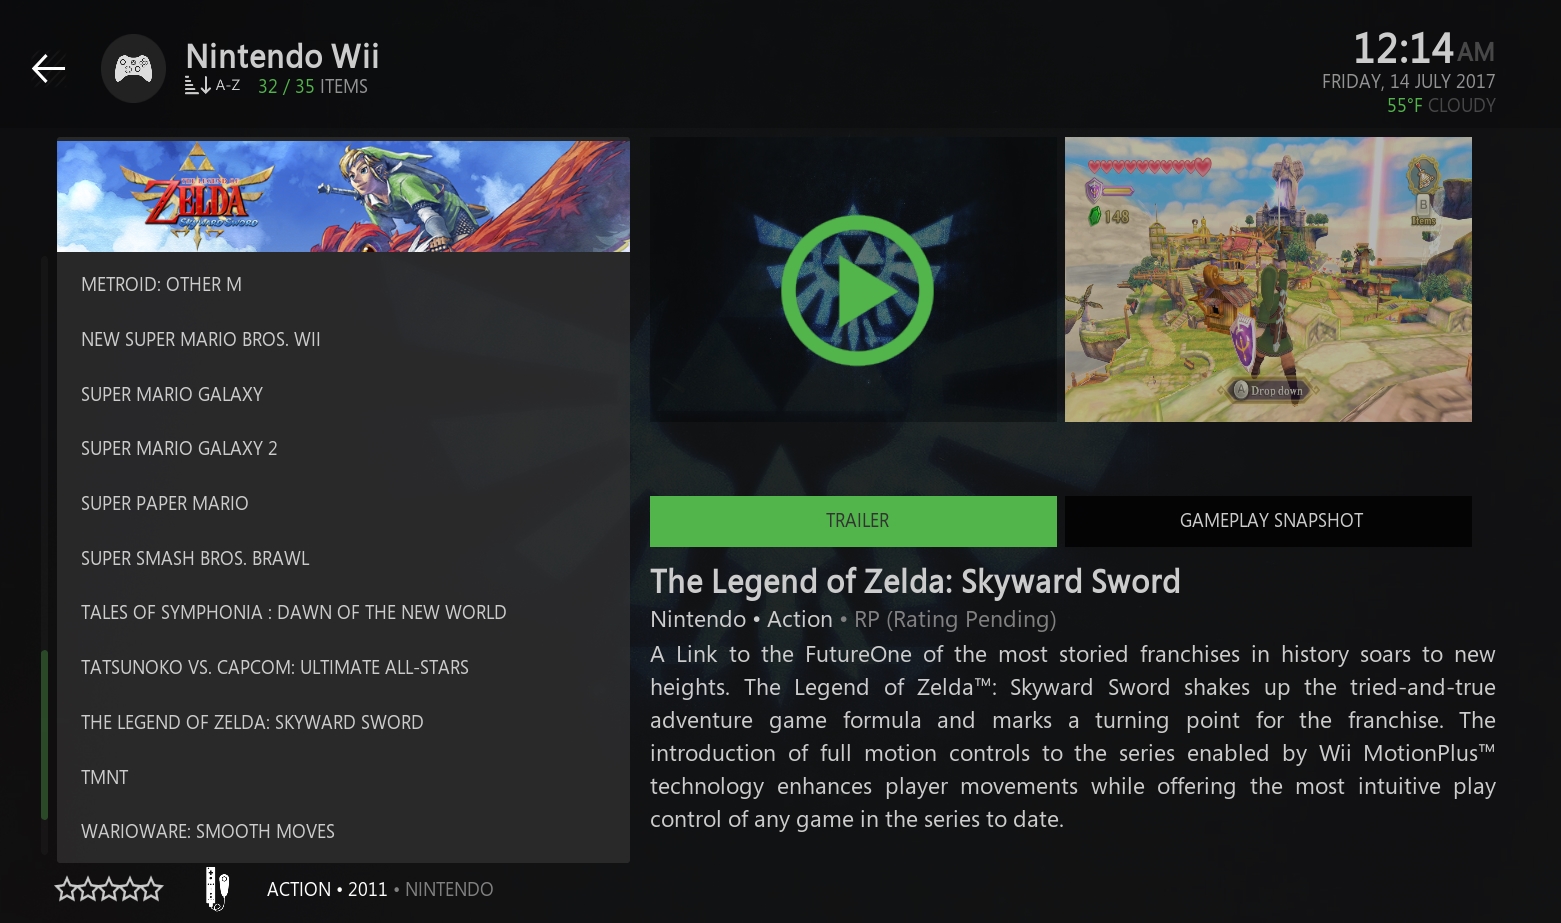 Nintendo Wii
A-Z 32 / 35 ITEMS
12:14 AM
FRIDAY, 14 JULY 2017
55°F CLOUDY
THE LEGEND OF
ZELDA
SKYWARD SWORD
METROID: OTHER M
NEW SUPER MARIO BROS. WII
SUPER MARIO GALAXY
SUPER MARIO GALAXY 2
SUPER PAPER MARIO
SUPER SMASH BROS. BRAWL
TALES OF SYMPHONIA : DAWN OF THE NEW WORLD
TATSUNOKO VS. CAPCOM: ULTIMATE ALL-STARS
THE LEGEND OF ZELDA: SKYWARD SWORD
TMNT
WARIOWARE: SMOOTH MOVES
ACTION • 2011 • NINTENDO
148
B
Items
A Drop down
TRAILER
GAMEPLAY SNAPSHOT
The Legend of Zelda: Skyward Sword
Nintendo • Action • RP (Rating Pending)
A Link to the FutureOne of the most storied franchises in history soars to new
heights. The Legend of Zelda™: Skyward Sword shakes up the tried-and-true
adventure game formula and marks a turning point for the franchise. The
introduction of full motion controls to the series enabled by Wii MotionPlus™
technology enhances player movements while offering the most intuitive play
control of any game in the series to date.